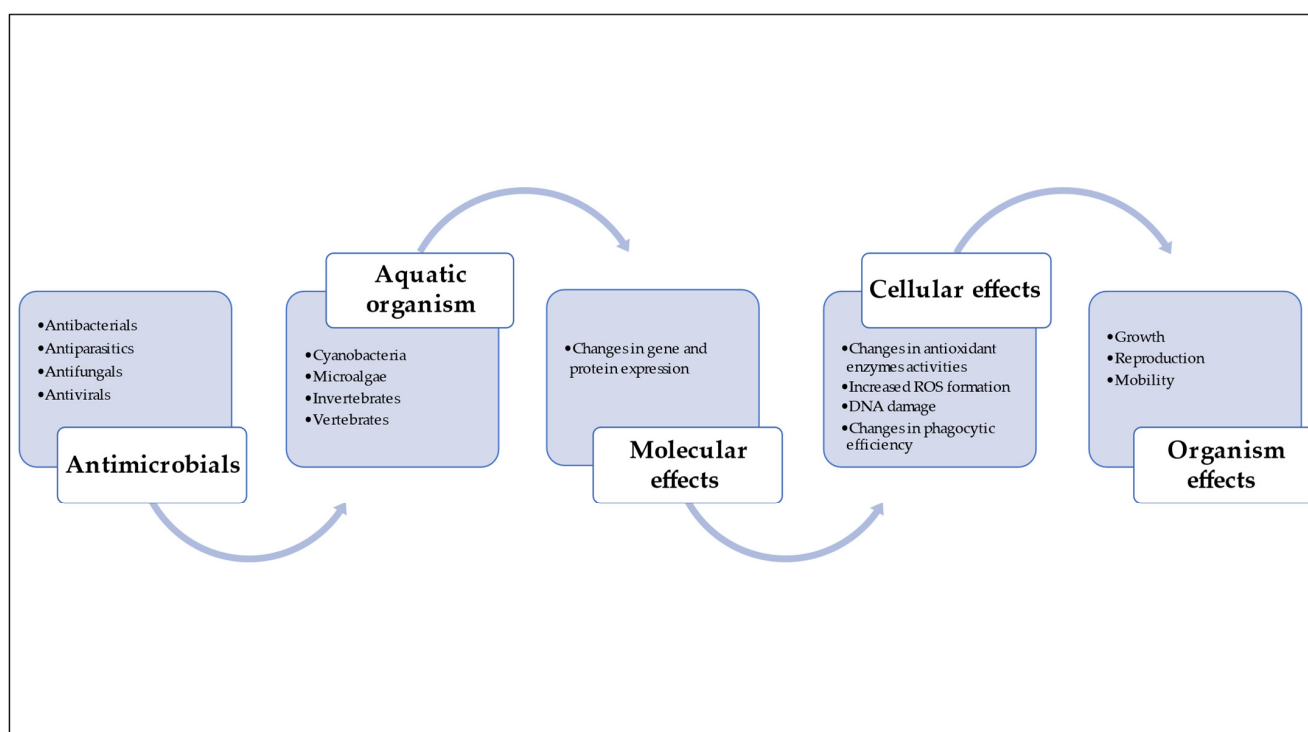 •Antibacterials
•Antiparasitics
•Antifungals
•Antivirals
Antimicrobials
Aquatic
organism
•Cyanobacteria
•Microalgae
•Invertebrates
•Vertebrates
•Changes in gene and
protein expression
Molecular
effects
Cellular effects
•Changes in antioxidant
enzymes activities
•Increased ROS formation
•DNA damage
•Changes in phagocytic
efficiency
•Growth
•Reproduction
•Mobility
Organism
effects